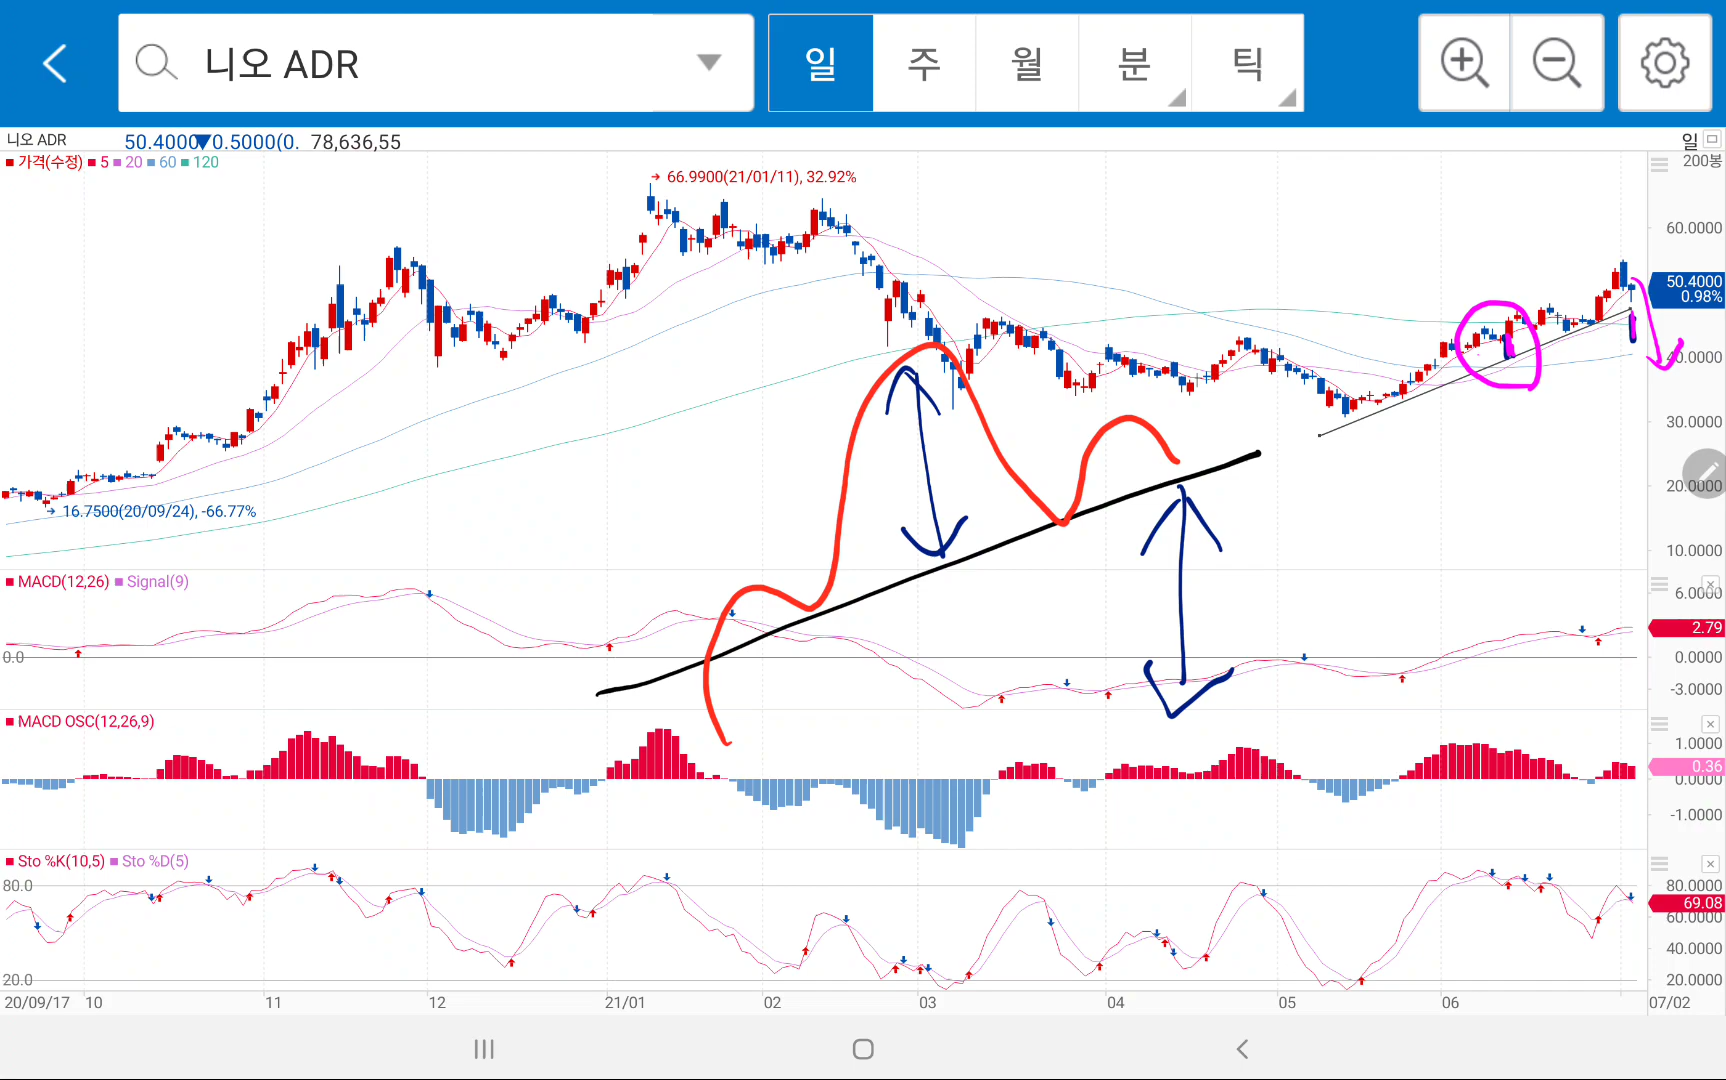 니오 ADR
일 주 월 분 틱
니오 ADR 50.4000▼0.5000(0. 78,636,55 일
가격(수정) 5 20 60 120 200봉
66.9900(21/01/11), 32.92%
60.0000
50.4000
0.98%
40.0000
30.0000
20.0000
16.7500(20/09/24), -66.77%
10.0000
MACD(12,26) Signal(9)
6.0000
2.79
0.0 0.0000
-3.0000
MACD OSC(12,26,9)
1.0000
0.36
0.0000
-1.0000
Sto %K(10,5) Sto %D(5)
80.0 80.0000
69.08
60.0000
40.0000
20.0 20.0000
20/09/17 10 11 12 21/01 02 03 04 05 06 07/02